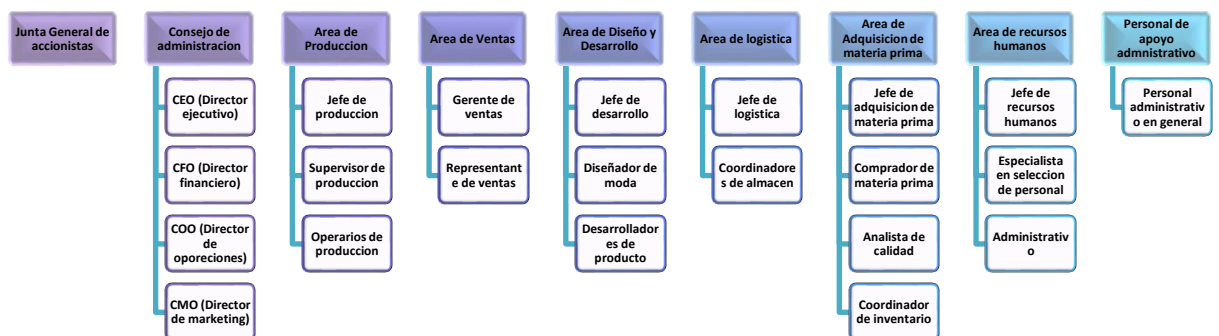 Junta General de
accionistas
Consejo de
administracion
CEO (Director
ejecutivo)
CFO (Director
financiero)
COO (Director
de
oporeciones)
CMO (Director
de marketing)
Area de
Produccion
Jefe de
produccion
Supervisor de
produccion
Operarios de
produccion
Area de Ventas
Gerente de
ventas
Representant
e de ventas
Area de Diseño y
Desarrollo
Jefe de
desarrollo
Diseñador de
moda
Desarrollador
es de
producto
Area de logistica
Jefe de
logistica
Coordinadore
s de almacen
Area de
Adquisicion de
materia prima
Jefe de
adquisicion de
materia prima
Comprador de
materia prima
Analista de
calidad
Coordinador
de inventario
Area de recursos
humanos
Jefe de
recursos
humanos
Especialista
en seleccion
de personal
Administrativ
o
Personal de
apoyo
admnistrativo
Personal
administrativ
o en general